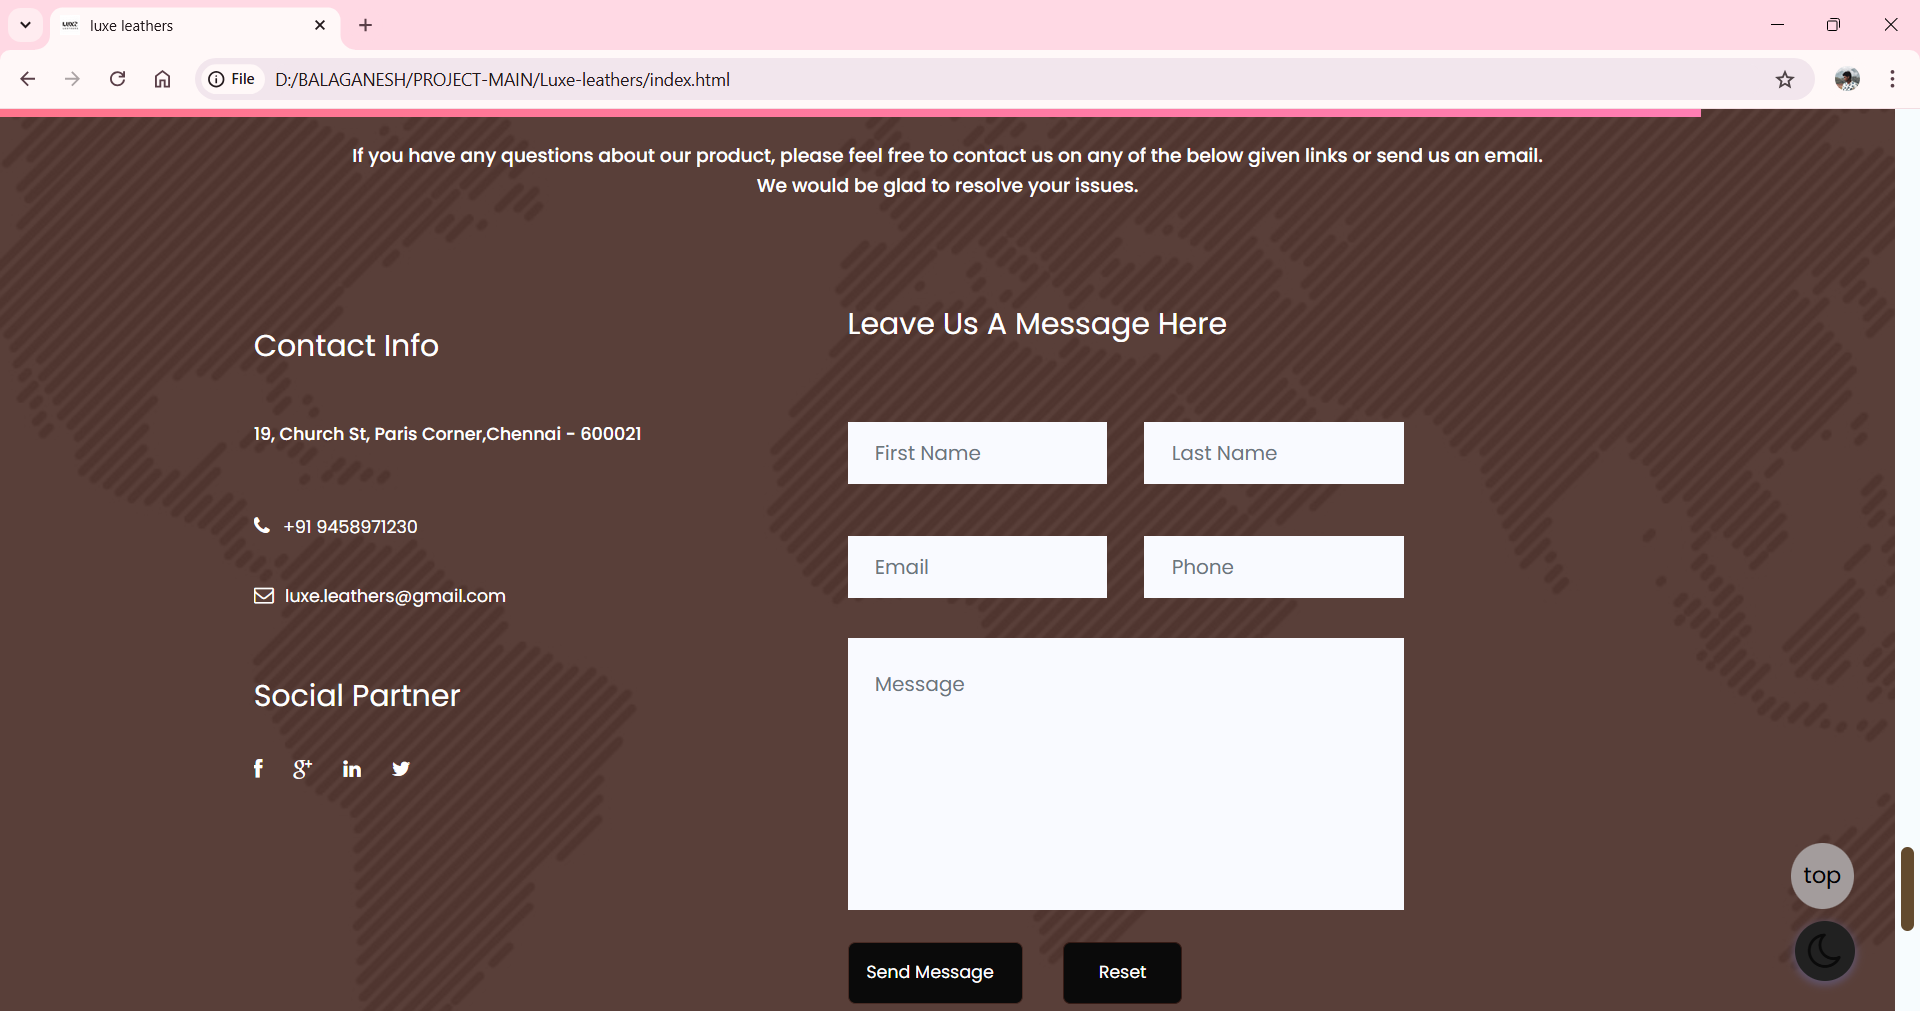 luxe leathers
File D:/BALAGANESH/PROJECT-MAIN/Luxe-leathers/index.html
If you have any questions about our product, please feel free to contact us on any of the below given links or send us an email.
We would be glad to resolve your issues.
Contact Info
19, Church St, Paris Corner,Chennai - 600021
+91 9458971230
luxe.leathers@gmail.com
Social Partner
f g+ in
Leave Us A Message Here
First Name Last Name
Email Phone
Message
Send Message Reset
top